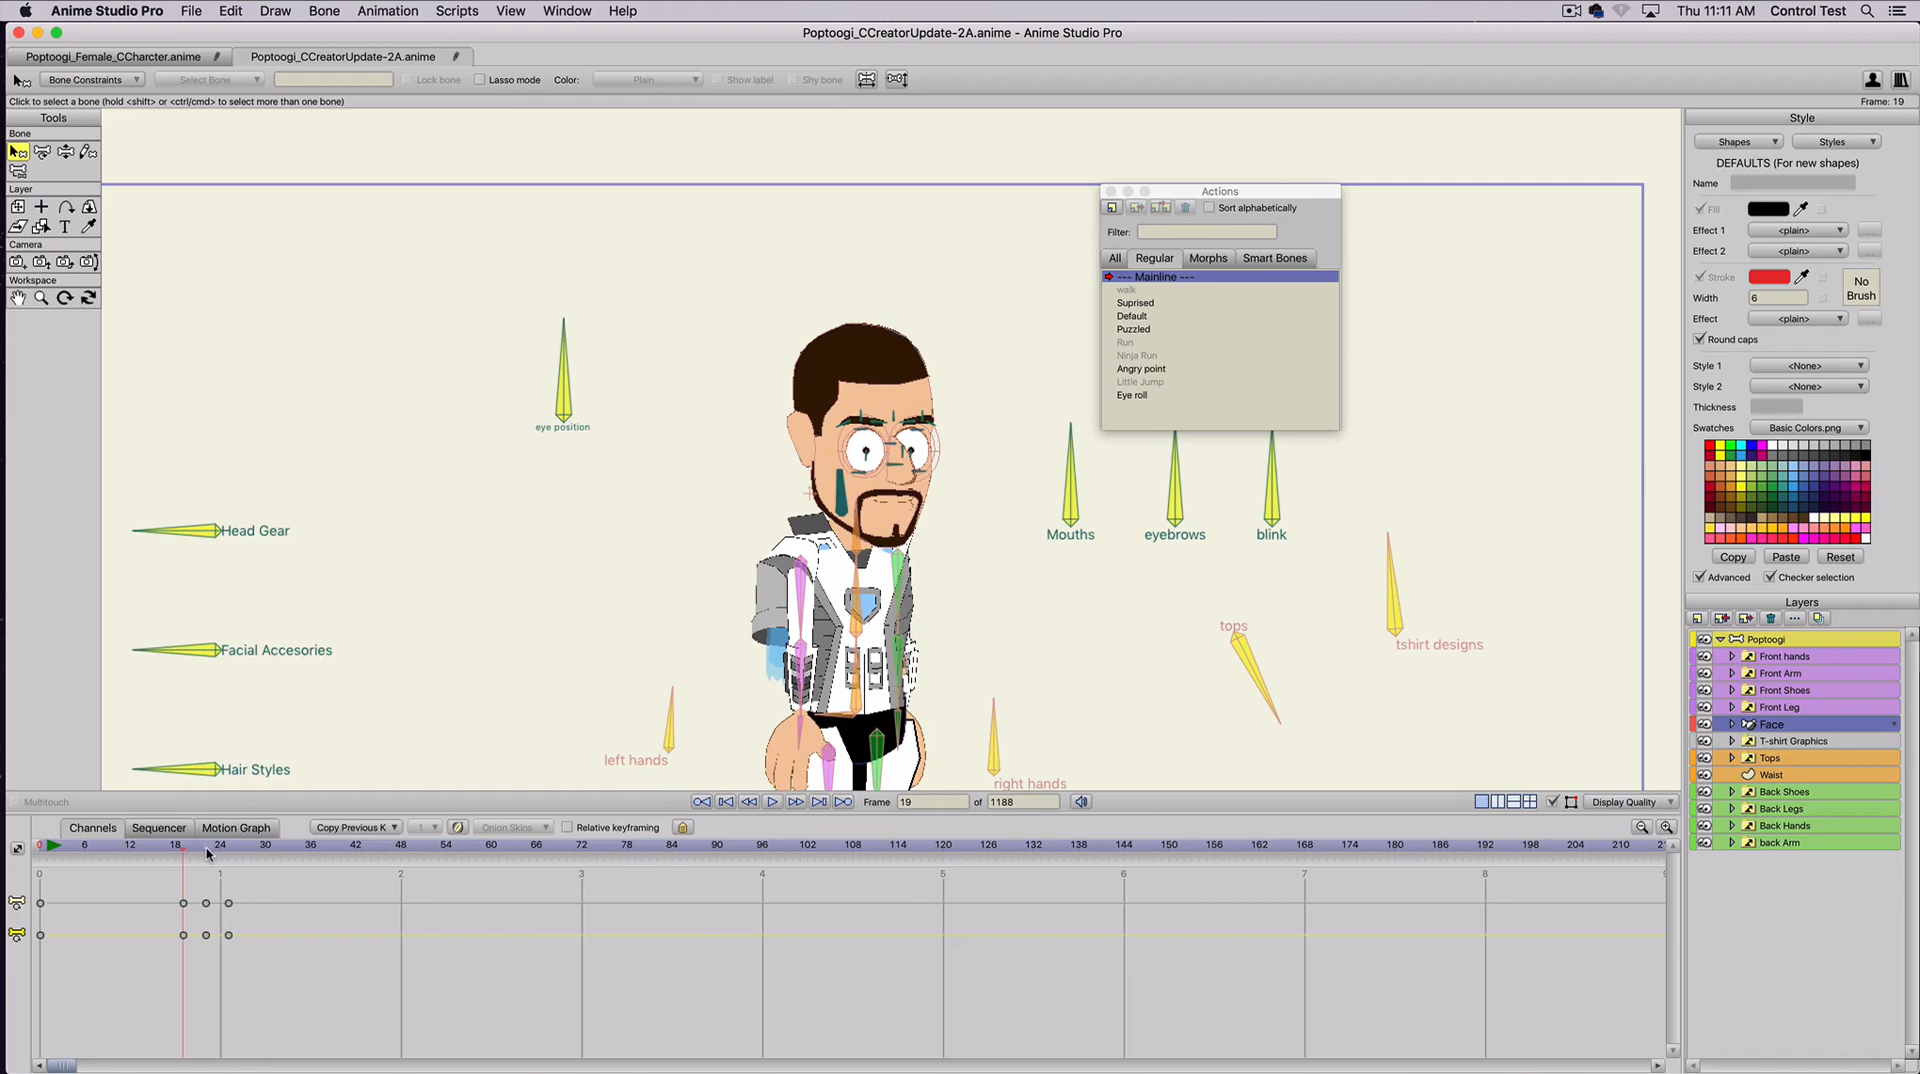 Anime Studio Pro File Edit Draw Bone Animation Scripts View Window Help Thu 11:11 AM Control Test
Poptoogi_CCreatorUpdate-2A.anime - Anime Studio Pro
Poptoogi_Female_CCharcter.anime Poptoogi_CCreatorUpdate-2A.anime
Bone Constraints Select Bone Lock bone Lasso mode Color: Plain Show label Shy bone
Click to select a bone (hold <shift> or <ctrl/cmd> to select more than one bone) Frame: 19
Tools
Bone
Layer
Camera
Workspace
eye position
Head Gear
Facial Accesories
Hair Styles
left hands
right hands
Mouths
eyebrows
blink
tops
tshirt designs
Actions
Sort alphabetically
Filter:
All Regular Morphs Smart Bones
--- Mainline ---
walk
Suprised
Default
Puzzled
Run
Ninja Run
Angry point
Little Jump
Eye roll
Style
Shapes Styles
DEFAULTS (For new shapes)
Name
Fill
Effect 1 <plain> ...
Effect 2 <plain> ...
Stroke
No Brush
Width 6
Effect <plain> ...
Round caps
Style 1 <None>
Style 2 <None>
Thickness
Swatches Basic Colors.png
Copy Paste Reset
Advanced Checker selection
Layers
Poptoogi
Front hands
Front Arm
Front Shoes
Front Leg
Face
T-shirt Graphics
Tops
Waist
Back Shoes
Back Legs
Back Hands
back Arm
Multitouch Frame 19 of 1188 Display Quality
Channels Sequencer Motion Graph Copy Previous K 1 Onion Skins Relative keyframing
0 6 12 18 24 30 36 42 48 54 60 66 72 78 84 90 96 102 108 114 120 126 132 138 144 150 156 162 168 174 180 186 192 198 204 210
0 1 2 3 4 5 6 7 8